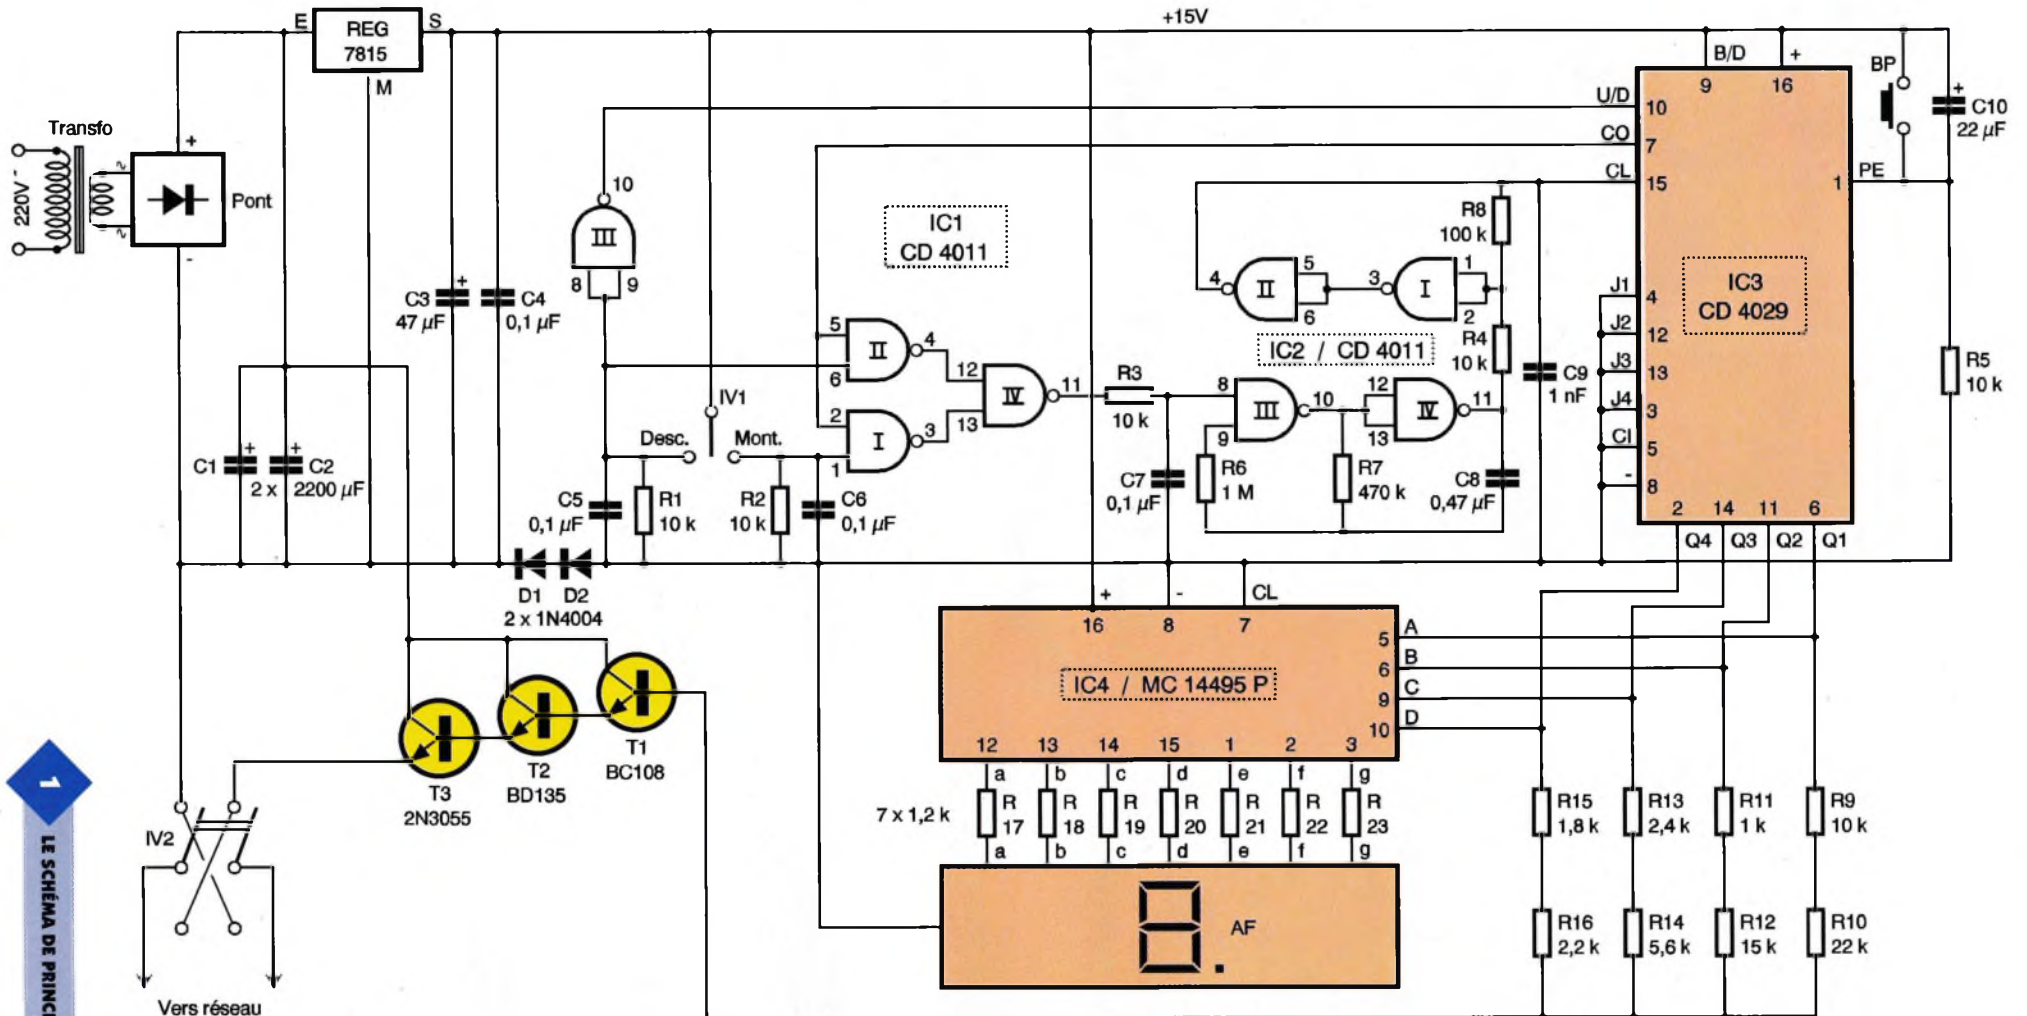 +15V
E
REG
7815
S
M
Transfo
220V~
+
-
Pont
C3
47 µF
+
C4
0,1 µF
C1
+
+
C2
2 x 2200 µF
10
III
8
9
IC1
CD 4011
5
II
4
6
2
I
3
1
12
IV
11
13
IV1
Desc.
Mont.
C5
0,1 µF
R1
10 k
R2
10 k
C6
0,1 µF
D1
D2
2 x 1N4004
R3
10 k
C7
0,1 µF
4
II
5
6
3
I
1
2
IC2 / CD 4011
8
III
10
9
12
IV
11
13
R6
1 M
R7
470 k
C8
0,47 µF
R8
100 k
R4
10 k
C9
1 nF
B/D
+
9
16
U/D
10
CO
7
CL
15
1
PE
BP
+
C10
22 µF
IC3
CD 4029
J1
4
J2
12
J3
13
J4
3
CI
5
-
8
2
14
11
6
Q4
Q3
Q2
Q1
R5
10 k
+
-
CL
16
8
7
IC4 / MC 14495 P
5
A
6
B
9
C
10
D
12
13
14
15
1
2
3
a
b
c
d
e
f
g
7 x 1,2 k
R
17
R
18
R
19
R
20
R
21
R
22
R
23
a
b
c
d
e
f
g
8.
AF
R15
1,8 k
R13
2,4 k
R11
1 k
R9
10 k
R16
2,2 k
R14
5,6 k
R12
15 k
R10
22 k
T1
BC108
T2
BD135
T3
2N3055
IV2
Vers réseau
1
LE SCHÉMA DE PRINCI